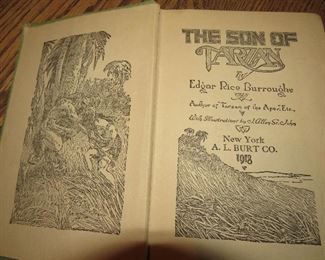 THE SON OF
TARZAN
By
Edgar Rice Burroughs
Author of Tarzan of the Apes, Etc.
With Illustrations by J. Allen St. John
New York
A. L. BURT CO.
1918